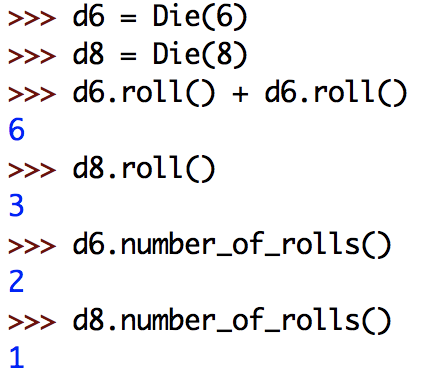 >>> d6 = Die(6)
>>> d8 = Die(8)
>>> d6.roll() + d6.roll()
6
>>> d8.roll()
3
>>> d6.number_of_rolls()
2
>>> d8.number_of_rolls()
1